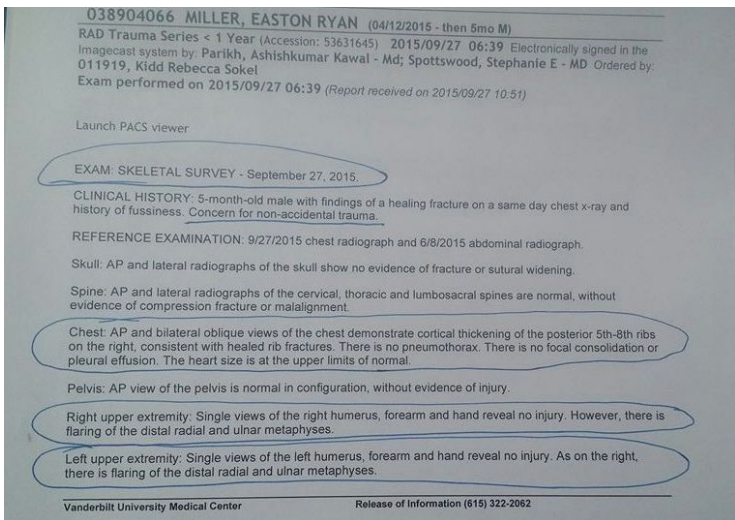 038904066 MILLER, EASTON RYAN (04/12/2015 - then 5mo M)
RAD Trauma Series < 1 Year (Accession: 53631645) 2015/09/27 06:39 Electronically signed in the
Imagecast system by: Parikh, Ashishkumar Kawal - Md; Spottswood, Stephanie E - MD Ordered by:
011919, Kidd Rebecca Sokel
Exam performed on 2015/09/27 06:39 (Report received on 2015/09/27 10:51)
Launch PACS viewer
EXAM: SKELETAL SURVEY - September 27, 2015.
CLINICAL HISTORY: 5-month-old male with findings of a healing fracture on a same day chest x-ray and
history of fussiness. Concern for non-accidental trauma.
REFERENCE EXAMINATION: 9/27/2015 chest radiograph and 6/8/2015 abdominal radiograph.
Skull: AP and lateral radiographs of the skull show no evidence of fracture or sutural widening.
Spine: AP and lateral radiographs of the cervical, thoracic and lumbosacral spines are normal, without
evidence of compression fracture or malalignment.
Chest: AP and bilateral oblique views of the chest demonstrate cortical thickening of the posterior 5th-8th ribs
on the right, consistent with healed rib fractures. There is no pneumothorax. There is no focal consolidation or
pleural effusion. The heart size is at the upper limits of normal.
Pelvis: AP view of the pelvis is normal in configuration, without evidence of injury.
Right upper extremity: Single views of the right humerus, forearm and hand reveal no injury. However, there is
flaring of the distal radial and ulnar metaphyses.
Left upper extremity: Single views of the left humerus, forearm and hand reveal no injury. As on the right,
there is flaring of the distal radial and ulnar metaphyses.
Vanderbilt University Medical Center Release of Information (615) 322-2062